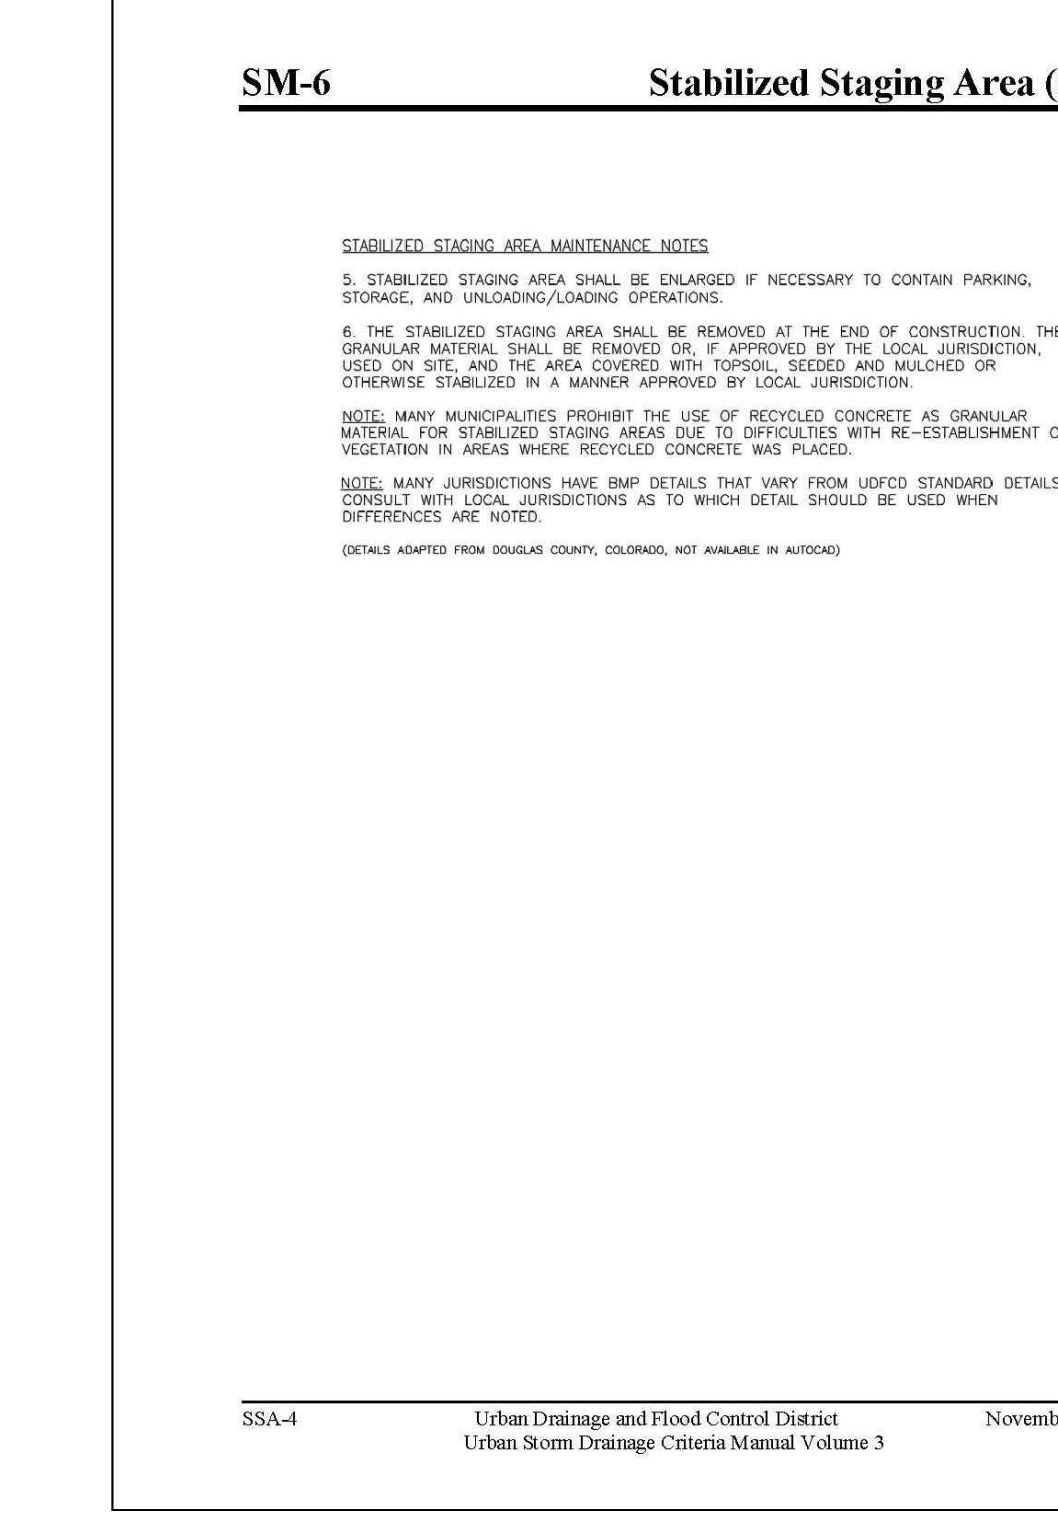 SM-6 Stabilized Staging Area (
STABILIZED STAGING AREA MAINTENANCE NOTES
5. STABILIZED STAGING AREA SHALL BE ENLARGED IF NECESSARY TO CONTAIN PARKING,
STORAGE, AND UNLOADING/LOADING OPERATIONS.
6. THE STABILIZED STAGING AREA SHALL BE REMOVED AT THE END OF CONSTRUCTION. THE
GRANULAR MATERIAL SHALL BE REMOVED OR, IF APPROVED BY THE LOCAL JURISDICTION,
USED ON SITE, AND THE AREA COVERED WITH TOPSOIL, SEEDED AND MULCHED OR
OTHERWISE STABILIZED IN A MANNER APPROVED BY LOCAL JURISDICTION.
NOTE: MANY MUNICIPALITIES PROHIBIT THE USE OF RECYCLED CONCRETE AS GRANULAR
MATERIAL FOR STABILIZED STAGING AREAS DUE TO DIFFICULTIES WITH RE-ESTABLISHMENT
VEGETATION IN AREAS WHERE RECYCLED CONCRETE WAS PLACED.
NOTE: MANY JURISDICTIONS HAVE BMP DETAILS THAT VARY FROM UDFCD STANDARD DETAILS
CONSULT WITH LOCAL JURISDICTIONS AS TO WHICH DETAIL SHOULD BE USED WHEN
DIFFERENCES ARE NOTED.
(DETAILS ADAPTED FROM DOUGLAS COUNTY, COLORADO, NOT AVAILABLE IN AUTOCAD)
SSA-4 Urban Drainage and Flood Control District Novemb
Urban Storm Drainage Criteria Manual Volume 3